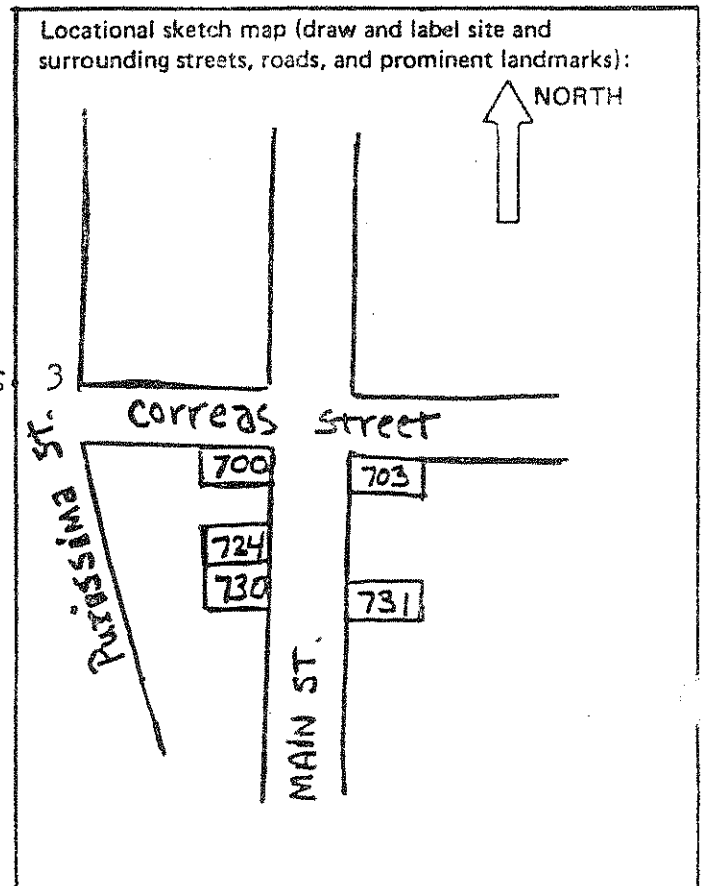 Locational sketch map (draw and label site and
surrounding streets, roads, and prominent landmarks):
NORTH
3
Correas Street
Purissima St.
700
703
724
730
731
MAIN ST.